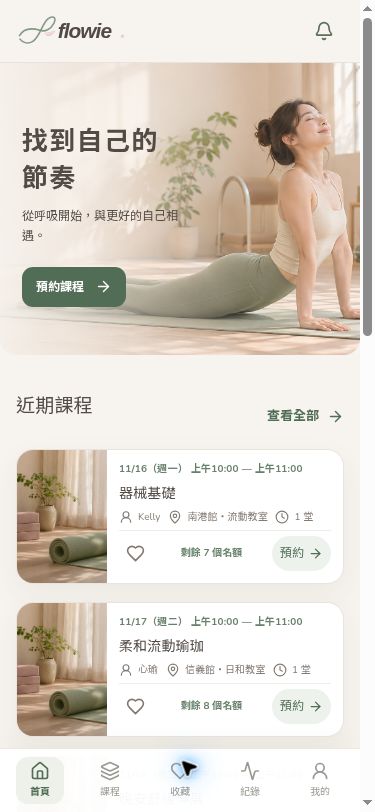 flowie
找到自己的
節奏
從呼吸開始，與更好的自己相
遇。
預約課程
近期課程
查看全部
11/16（週一） 上午10:00 — 上午11:00
器械基礎
Kelly 南港館・流動教室 1 堂
剩餘 7 個名額 預約
11/17（週二） 上午10:00 — 上午11:00
柔和流動瑜珈
心瑜 信義館・日和教室 1 堂
剩餘 8 個名額 預約
首頁 課程 收藏 紀錄 我的